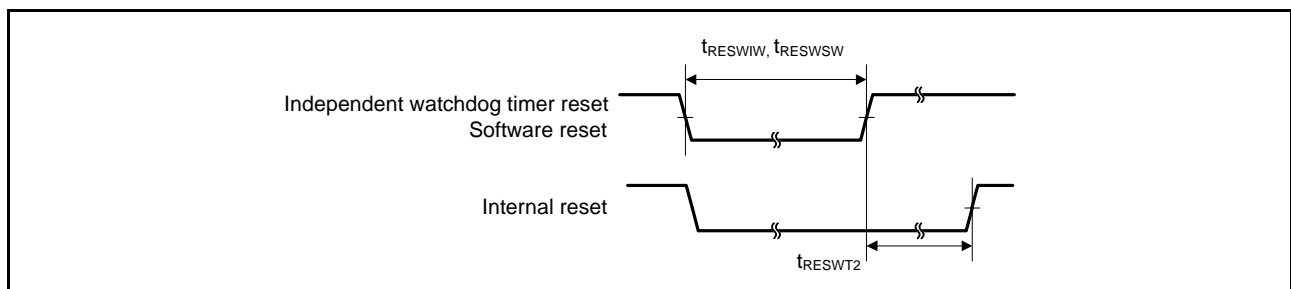 tRESWIW, tRESWSW
Independent watchdog timer reset
Software reset
Internal reset
tRESWT2